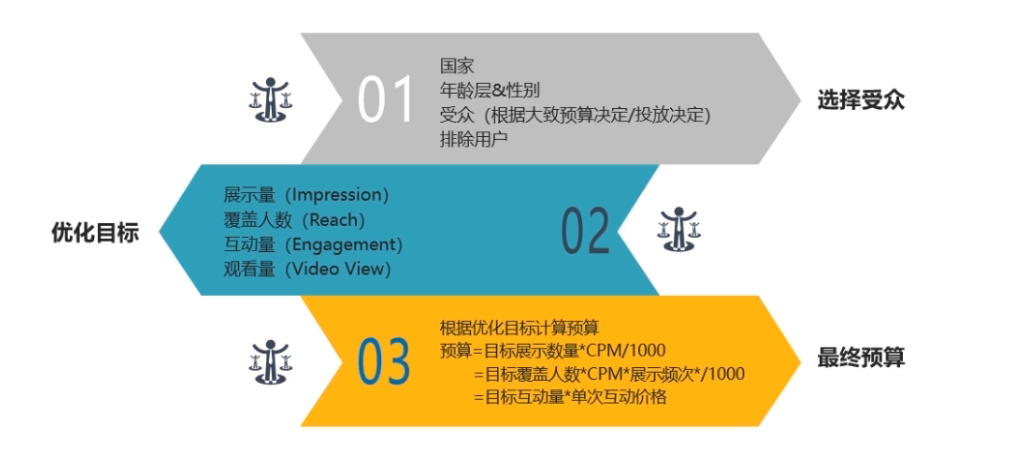 01
国家
年龄层&性别
受众（根据大致预算决定/投放决定）
排除用户
选择受众
优化目标
展示量（Impression）
覆盖人数（Reach）
互动量（Engagement）
观看量（Video View）
02
03
根据优化目标计算预算
预算=目标展示数量*CPM/1000
=目标覆盖人数*CPM*展示频次*/1000
=目标互动量*单次互动价格
最终预算